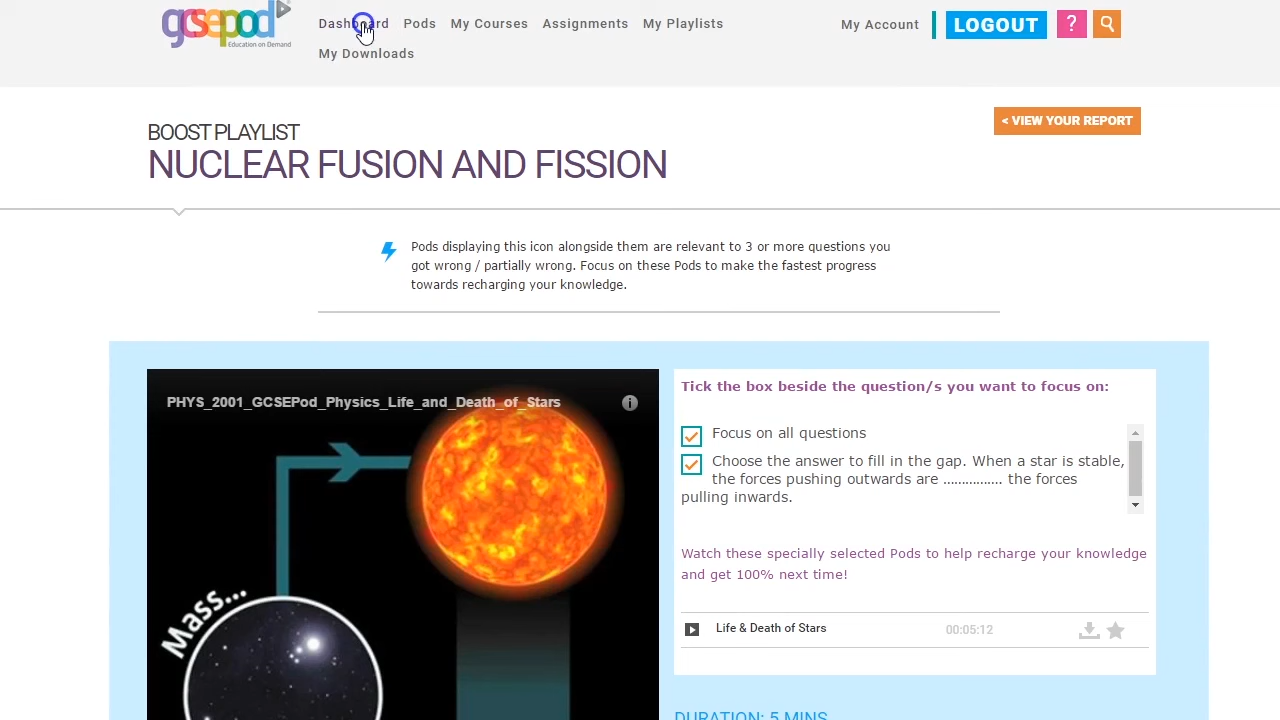 gcsepod
Education on Demand
Dashboard Pods My Courses Assignments My Playlists
My Downloads
My Account
LOGOUT
?
BOOST PLAYLIST
NUCLEAR FUSION AND FISSION
< VIEW YOUR REPORT
Pods displaying this icon alongside them are relevant to 3 or more questions you
got wrong / partially wrong. Focus on these Pods to make the fastest progress
towards recharging your knowledge.
PHYS_2001_GCSEPod_Physics_Life_and_Death_of_Stars
Mass...
Tick the box beside the question/s you want to focus on:
Focus on all questions
Choose the answer to fill in the gap. When a star is stable,
the forces pushing outwards are ................ the forces
pulling inwards.
Watch these specially selected Pods to help recharge your knowledge
and get 100% next time!
Life & Death of Stars 00:05:12
DURATION: 5 MINS